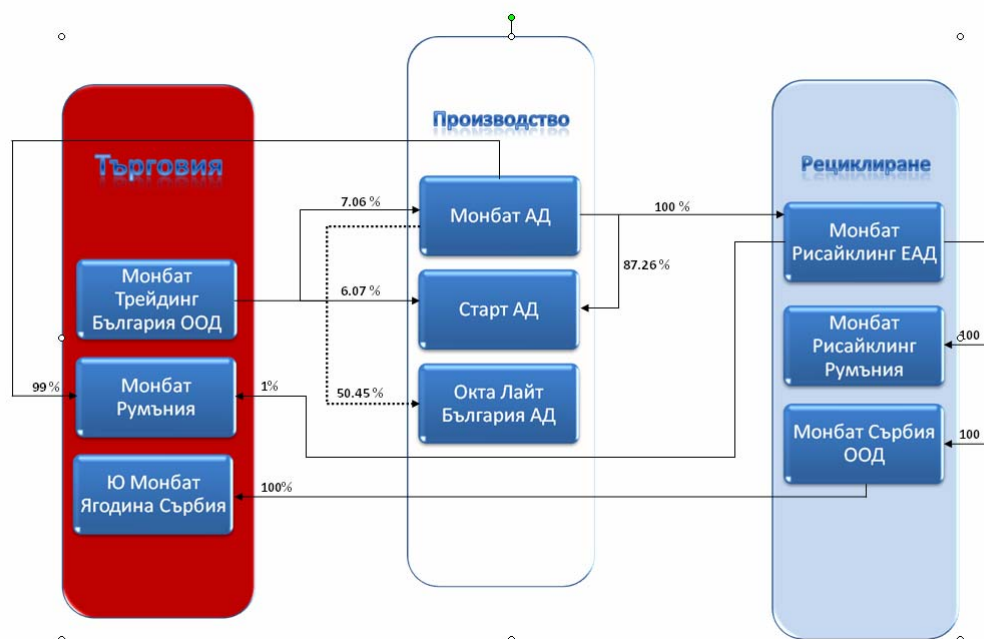 Производство
Търговия
Рециклиране
7.06 %
Монбат АД
100 %
Монбат
Рисайклинг ЕАД
87.26 %
Монбат
Трейдинг
България ООД
6.07 %
Старт АД
Монбат
Рисайклинг
Румъния
100
99 %
Монбат
Румъния
1%
50.45 %
Окта Лайт
България АД
Монбат Сърбия
ООД
100
Ю Монбат
Ягодина Сърбия
100%